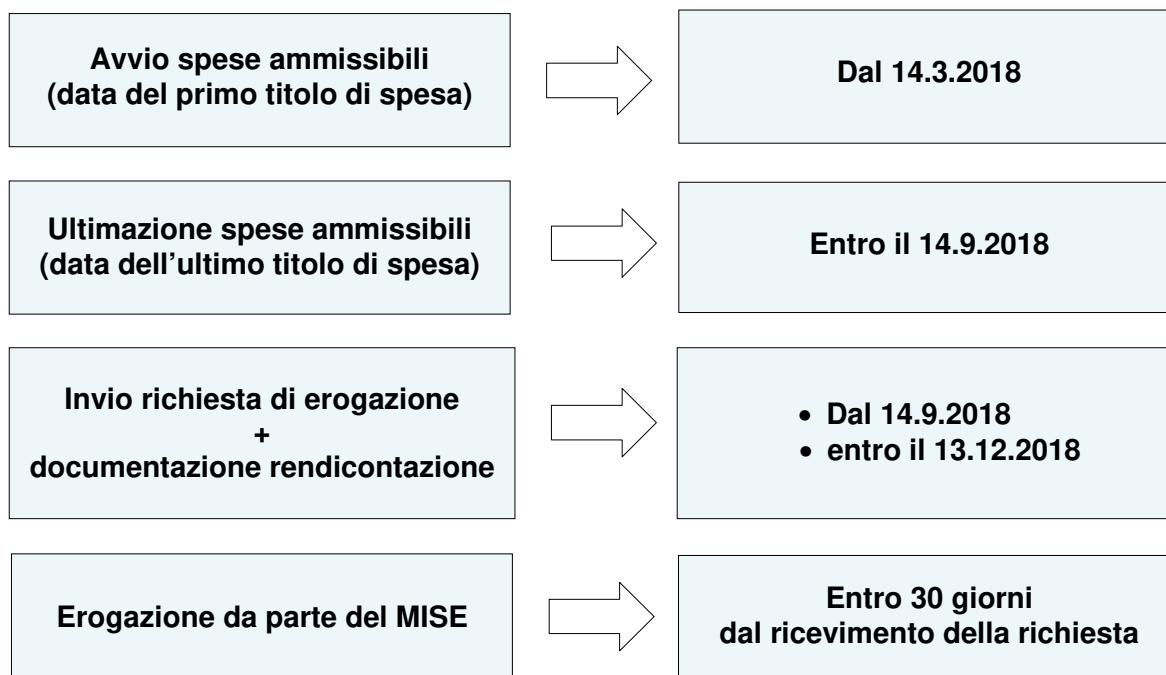 Avvio spese ammissibili
(data del primo titolo di spesa)
Dal 14.3.2018
Ultimazione spese ammissibili
(data dell’ultimo titolo di spesa)
Entro il 14.9.2018
Invio richiesta di erogazione
+
documentazione rendicontazione
• Dal 14.9.2018
• entro il 13.12.2018
Erogazione da parte del MISE
Entro 30 giorni
dal ricevimento della richiesta